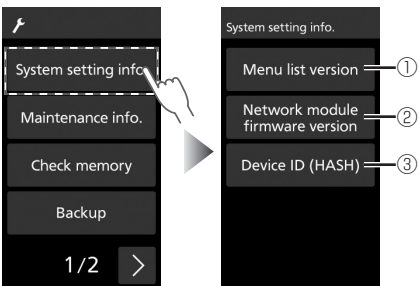 System setting info.
Maintenance info.
Check memory
Backup
1/2
System setting info.
Menu list version
①
Network module
firmware version
②
Device ID (HASH)
③